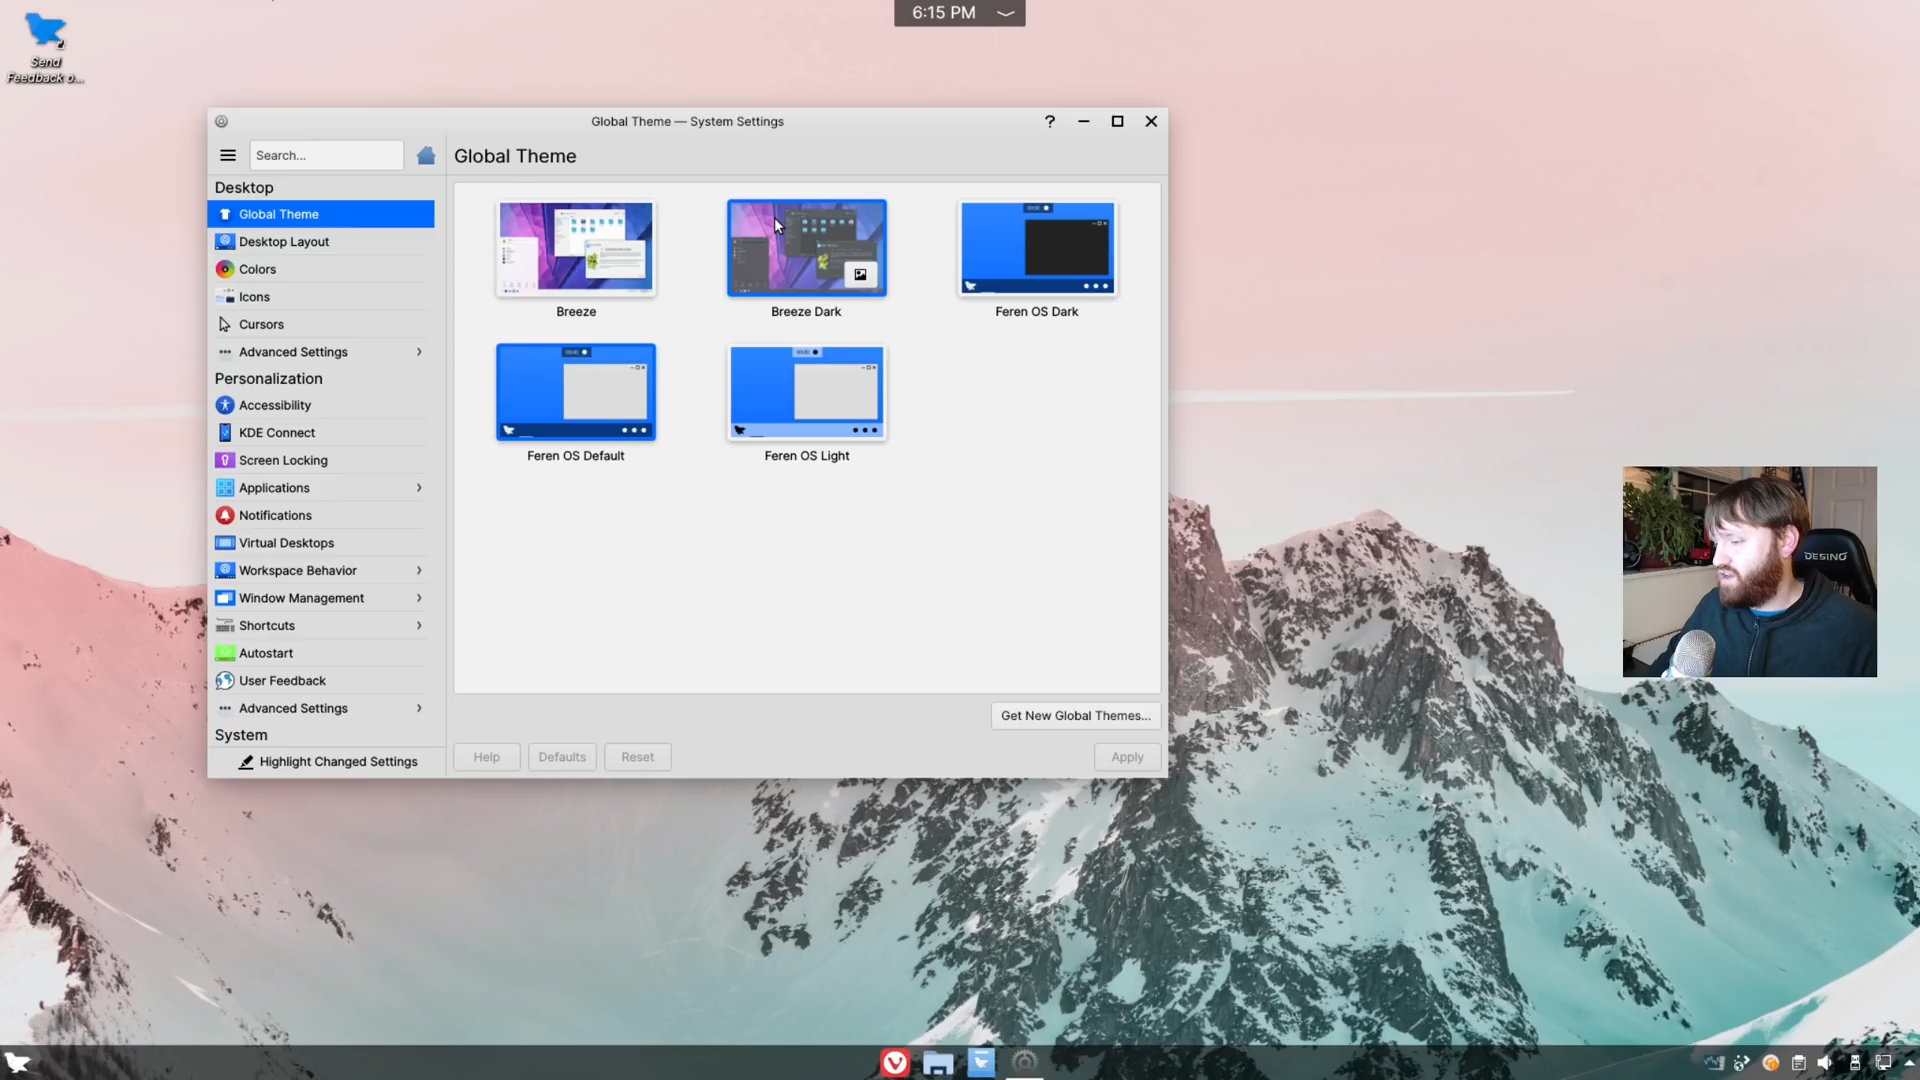 6:15 PM
Send
Feedback o...
Global Theme — System Settings
?
Search...
Global Theme
Desktop
Global Theme
Desktop Layout
Colors
Icons
Cursors
Advanced Settings
Personalization
Accessibility
KDE Connect
Screen Locking
Applications
Notifications
Virtual Desktops
Workspace Behavior
Window Management
Shortcuts
Autostart
User Feedback
Advanced Settings
System
Highlight Changed Settings
Breeze
Breeze Dark
Feren OS Dark
Feren OS Default
Feren OS Light
Get New Global Themes...
Help
Defaults
Reset
Apply
DESINO